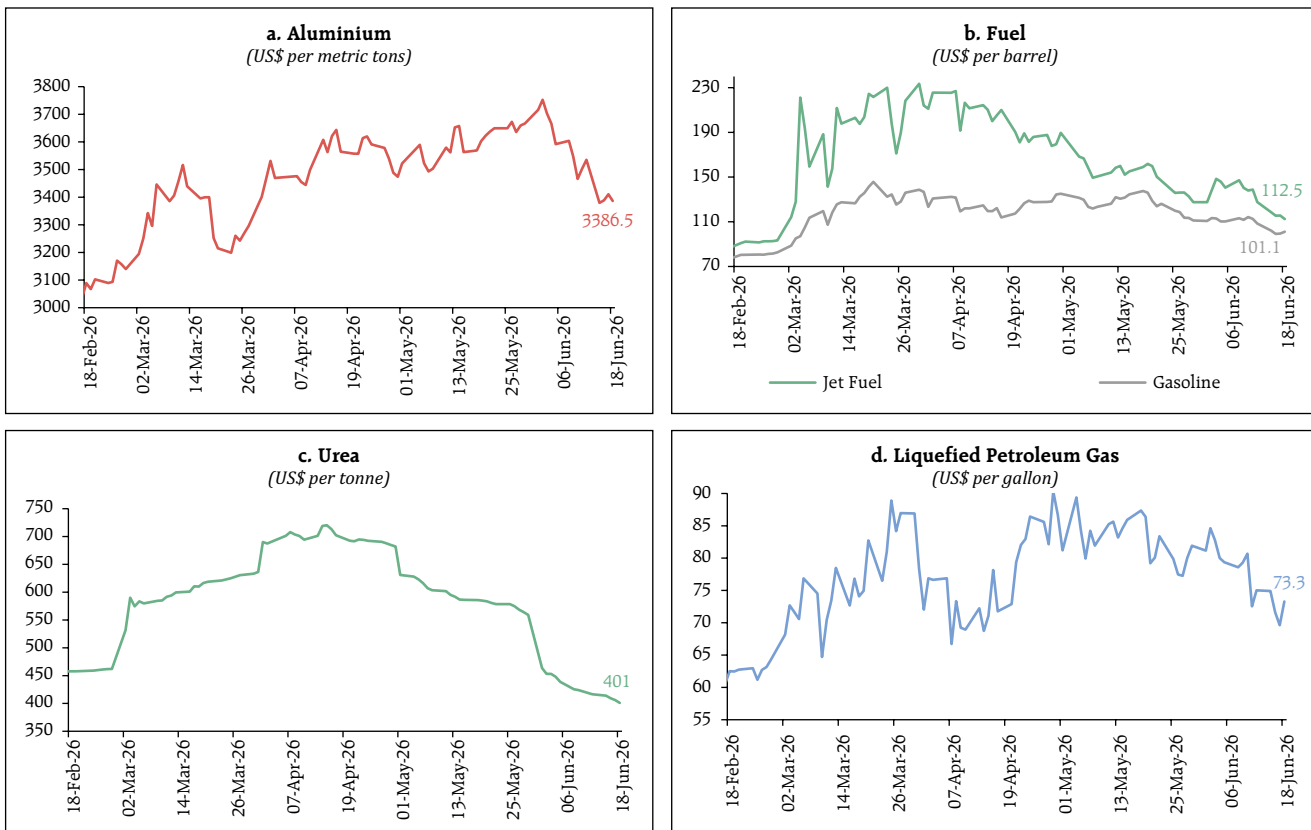 a. Aluminium
(US$ per metric tons)
3800
3700
3600
3500
3400
3300
3200
3100
3000
3386.5
18-Feb-26
02-Mar-26
14-Mar-26
26-Mar-26
07-Apr-26
19-Apr-26
01-May-26
13-May-26
25-May-26
06-Jun-26
18-Jun-26
b. Fuel
(US$ per barrel)
230
190
150
110
70
112.5
101.1
18-Feb-26
02-Mar-26
14-Mar-26
26-Mar-26
07-Apr-26
19-Apr-26
01-May-26
13-May-26
25-May-26
06-Jun-26
18-Jun-26
Jet Fuel
Gasoline
c. Urea
(US$ per tonne)
750
700
650
600
550
500
450
400
350
401
18-Feb-26
02-Mar-26
14-Mar-26
26-Mar-26
07-Apr-26
19-Apr-26
01-May-26
13-May-26
25-May-26
06-Jun-26
18-Jun-26
d. Liquefied Petroleum Gas
(US$ per gallon)
90
85
80
75
70
65
60
55
73.3
18-Feb-26
02-Mar-26
14-Mar-26
26-Mar-26
07-Apr-26
19-Apr-26
01-May-26
13-May-26
25-May-26
06-Jun-26
18-Jun-26